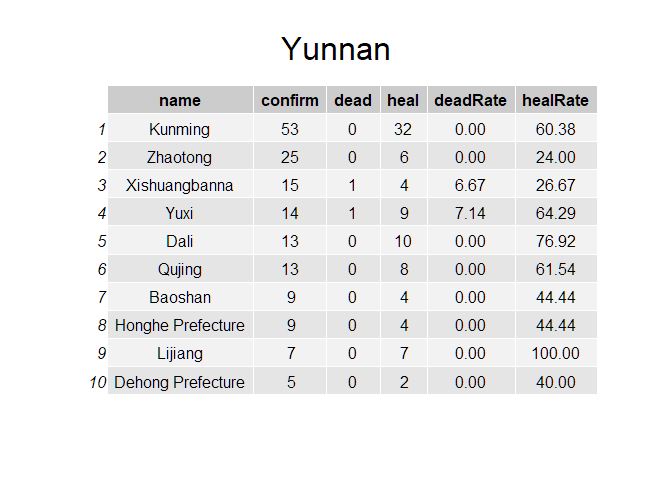 Yunnan
name confirm dead heal deadRate healRate
1 Kunming 53 0 32 0.00 60.38
2 Zhaotong 25 0 6 0.00 24.00
3 Xishuangbanna 15 1 4 6.67 26.67
4 Yuxi 14 1 9 7.14 64.29
5 Dali 13 0 10 0.00 76.92
6 Qujing 13 0 8 0.00 61.54
7 Baoshan 9 0 4 0.00 44.44
8 Honghe Prefecture 9 0 4 0.00 44.44
9 Lijiang 7 0 7 0.00 100.00
10 Dehong Prefecture 5 0 2 0.00 40.00